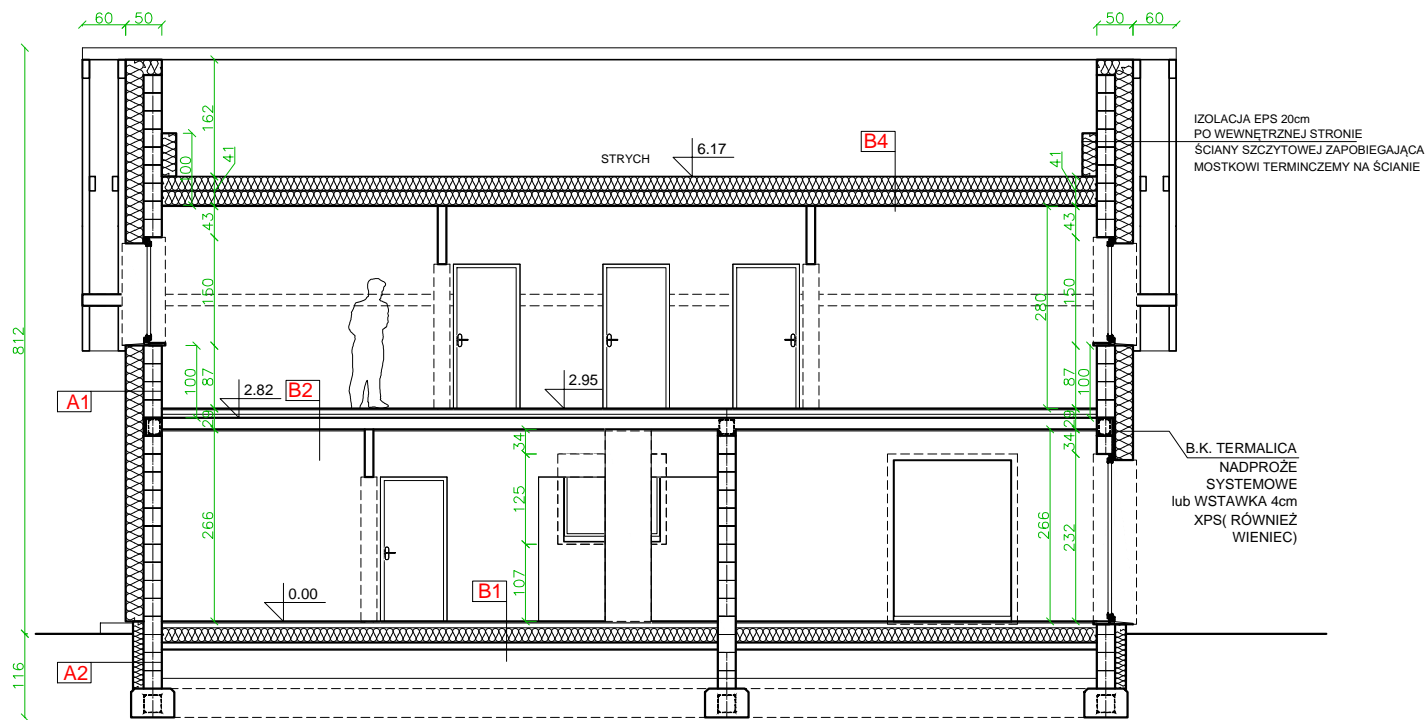 60
50
50
60
162
100
41
STRYCH
6.17
B4
41
IZOLACJA EPS 20cm
PO WEWNĘTRZNEJ STRONIE
ŚCIANY SZCZYTOWEJ ZAPOBIEGAJĄCA
MOSTKOWI TERMINCZEMY NA ŚCIANIE
43
43
150
280
150
812
100
87
87
100
A1
2.82
B2
2.95
29
29
34
34
B.K. TERMALICA
NADPROŻE
SYSTEMOWE
lub WSTAWKA 4cm
XPS( RÓWNIEŻ
WIENIEC)
125
266
266
232
107
0.00
B1
A2
116